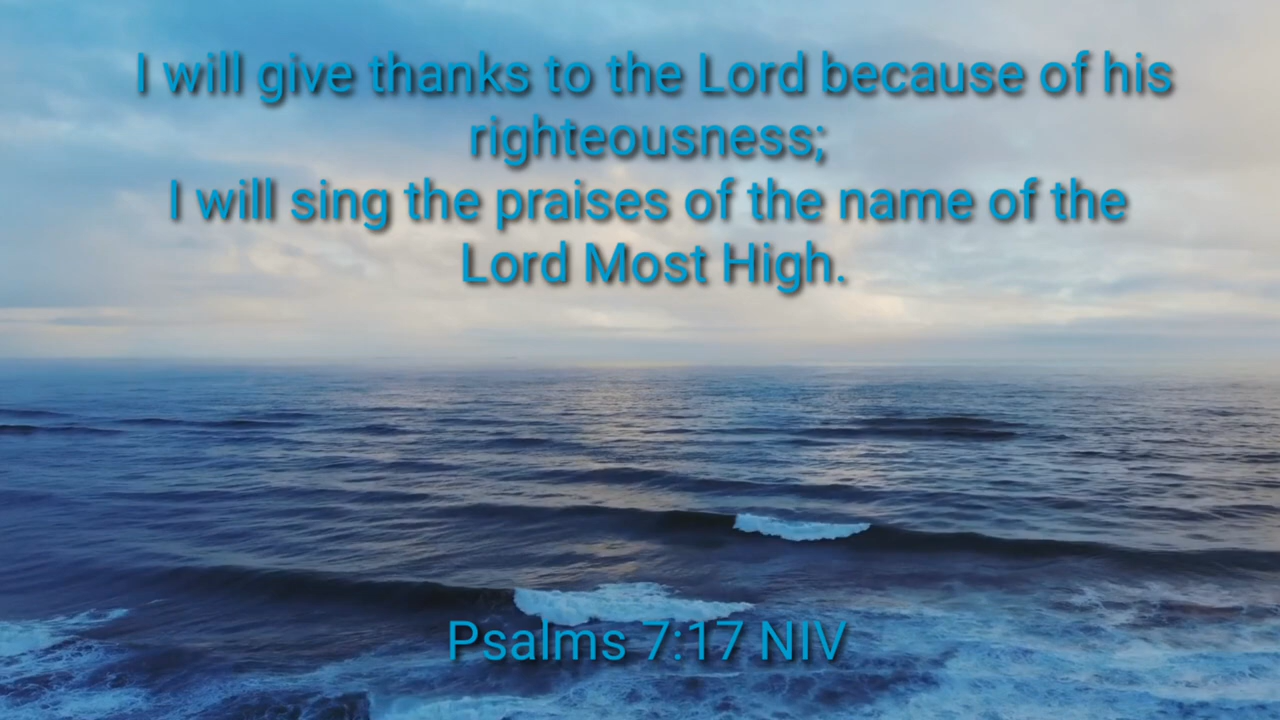 I will give thanks to the Lord because of his
righteousness;
I will sing the praises of the name of the
Lord Most High.
Psalms 7:17 NIV